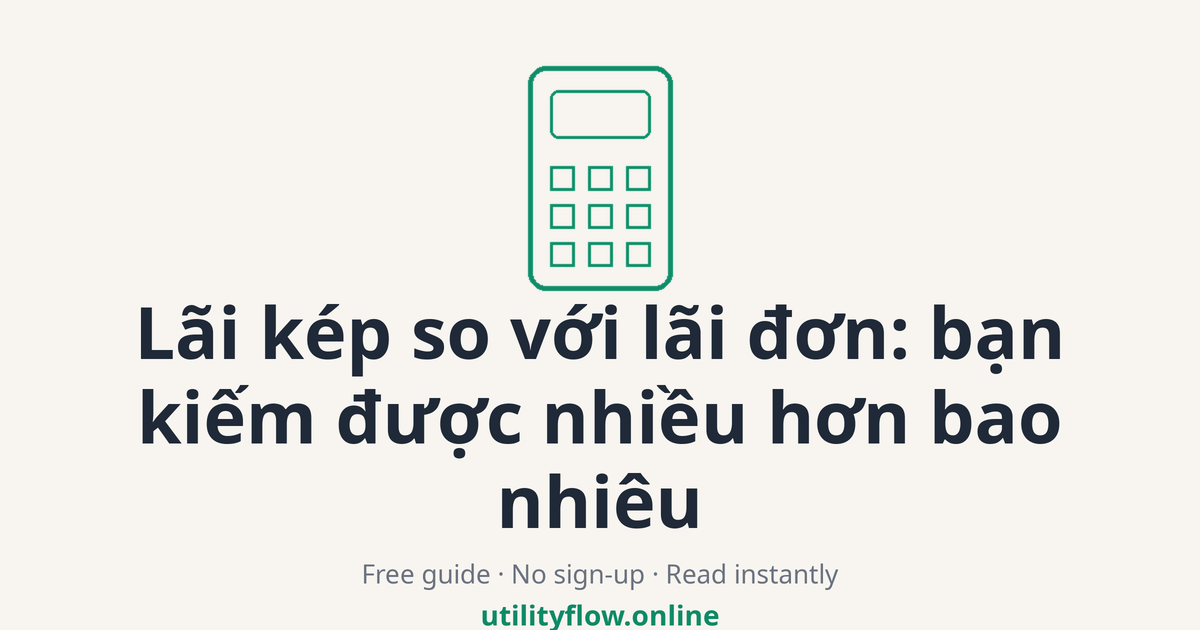 Lãi kép so với lãi đơn: bạn
kiếm được nhiều hơn bao
nhiêu
Free guide · No sign-up · Read instantly
utilityflow.online